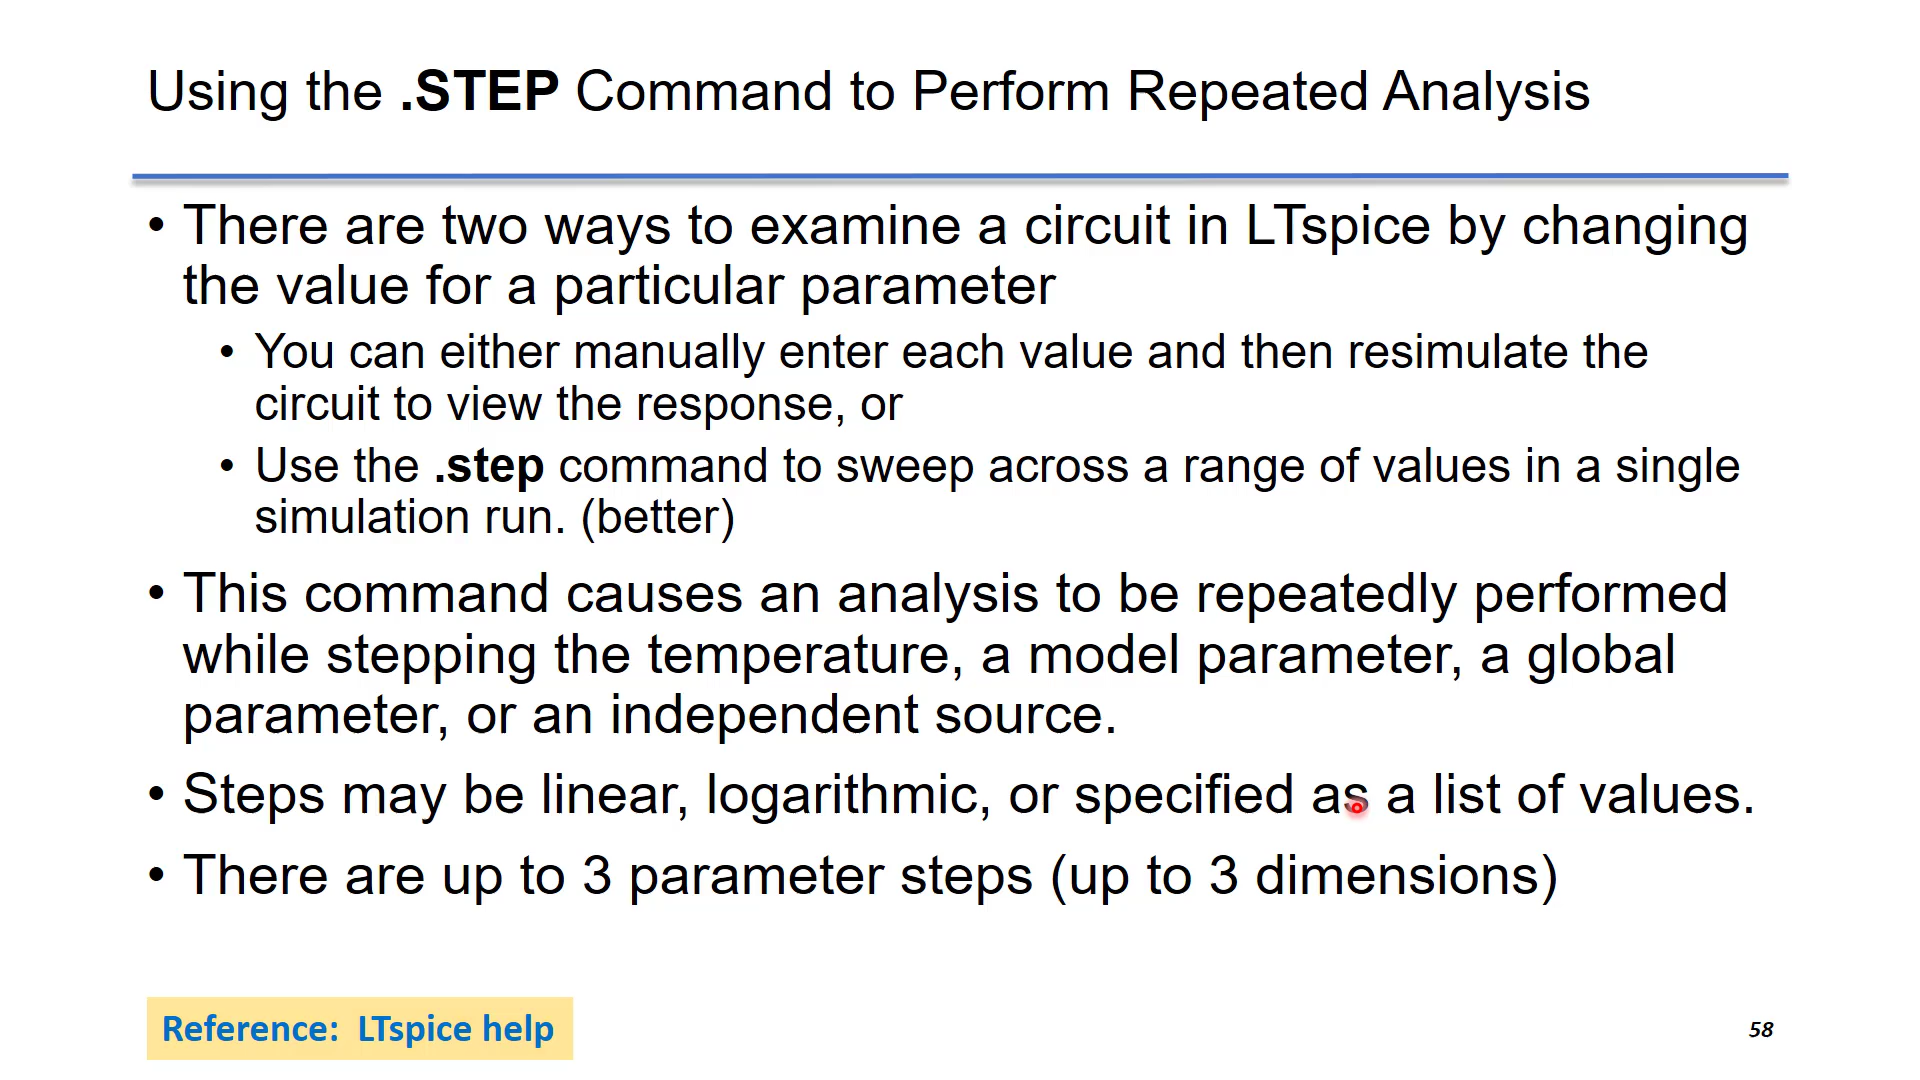 Using the .STEP Command to Perform Repeated Analysis
• There are two ways to examine a circuit in LTspice by changing
the value for a particular parameter
• You can either manually enter each value and then resimulate the
circuit to view the response, or
• Use the .step command to sweep across a range of values in a single
simulation run. (better)
• This command causes an analysis to be repeatedly performed
while stepping the temperature, a model parameter, a global
parameter, or an independent source.
• Steps may be linear, logarithmic, or specified as a list of values.
• There are up to 3 parameter steps (up to 3 dimensions)
Reference: LTspice help
58